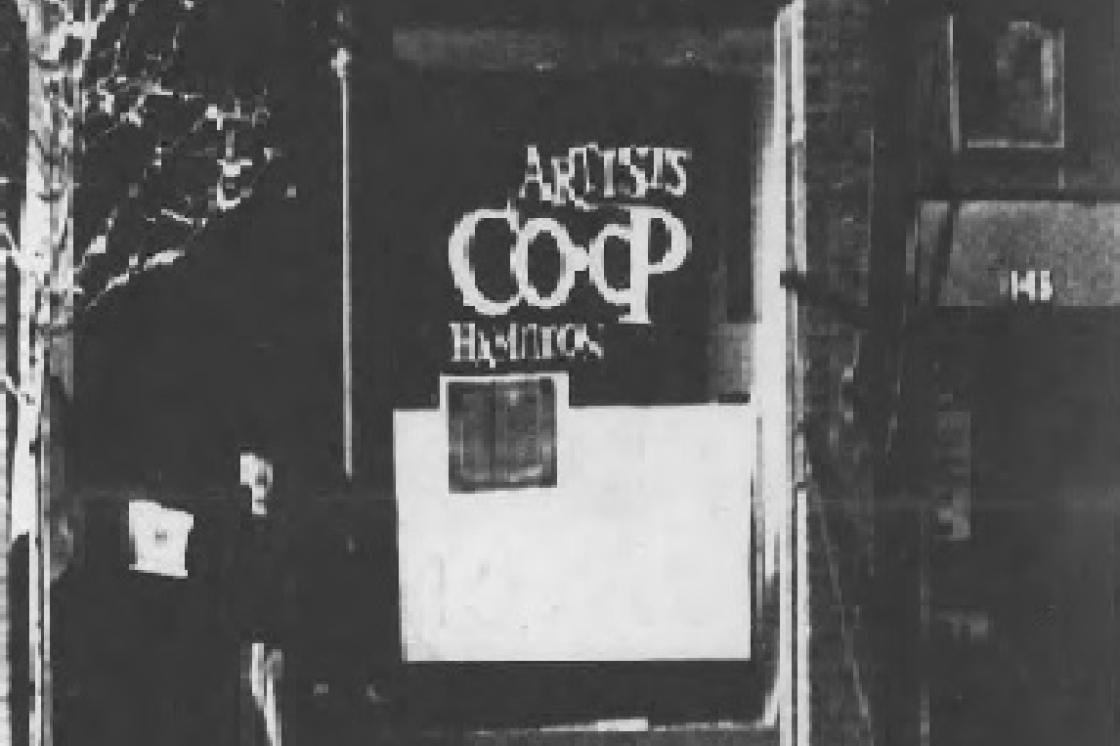 ARTISTS
CO·OP
HAMILTON
145